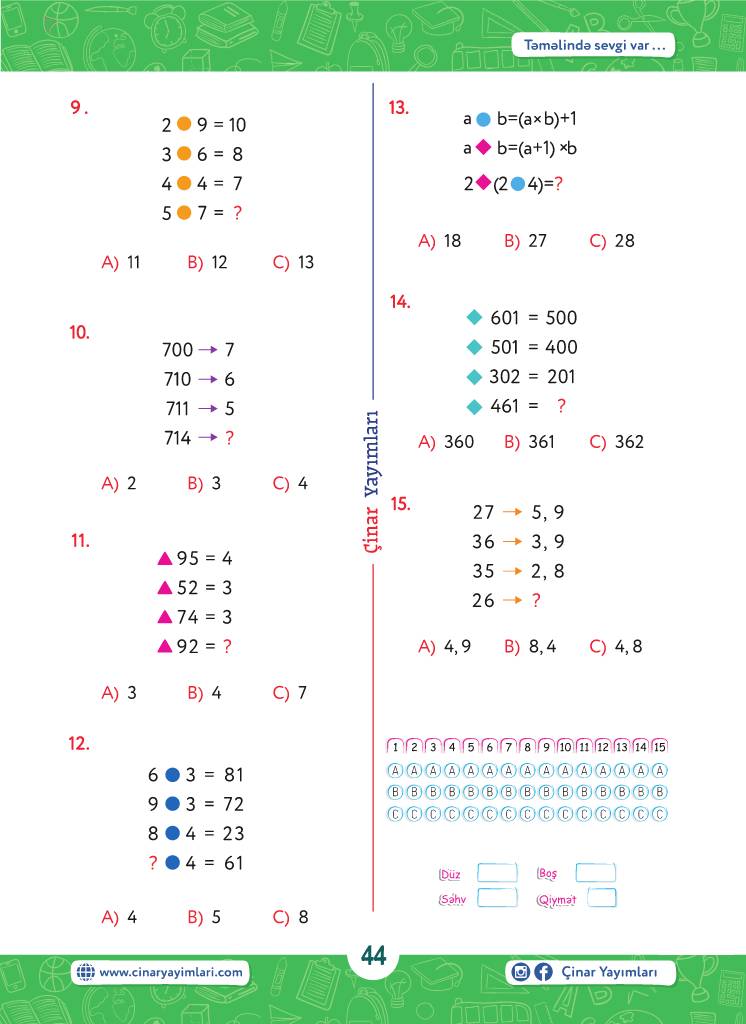 Təməlində sevgi var ...
9.
2 ● 9 = 10
3 ● 6 = 8
4 ● 4 = 7
5 ● 7 = ?
A) 11 B) 12 C) 13
10.
700 → 7
710 → 6
711 → 5
714 → ?
A) 2 B) 3 C) 4
11.
▲ 95 = 4
▲ 52 = 3
▲ 74 = 3
▲ 92 = ?
A) 3 B) 4 C) 7
12.
6 ● 3 = 81
9 ● 3 = 72
8 ● 4 = 23
? ● 4 = 61
A) 4 B) 5 C) 8
Çinar Yayımları
13.
a ● b=(a×b)+1
a ◆ b=(a+1) ×b
2 ◆ (2 ● 4)=?
A) 18 B) 27 C) 28
14.
◆ 601 = 500
◆ 501 = 400
◆ 302 = 201
◆ 461 = ?
A) 360 B) 361 C) 362
15.
27 → 5, 9
36 → 3, 9
35 → 2, 8
26 → ?
A) 4, 9 B) 8, 4 C) 4, 8
1 2 3 4 5 6 7 8 9 10 11 12 13 14 15
A A A A A A A A A A A A A A A
B B B B B B B B B B B B B B B
C C C C C C C C C C C C C C C
Düz Boş
Səhv Qiymət
44
www.cinaryayimlari.com
Çinar Yayımları